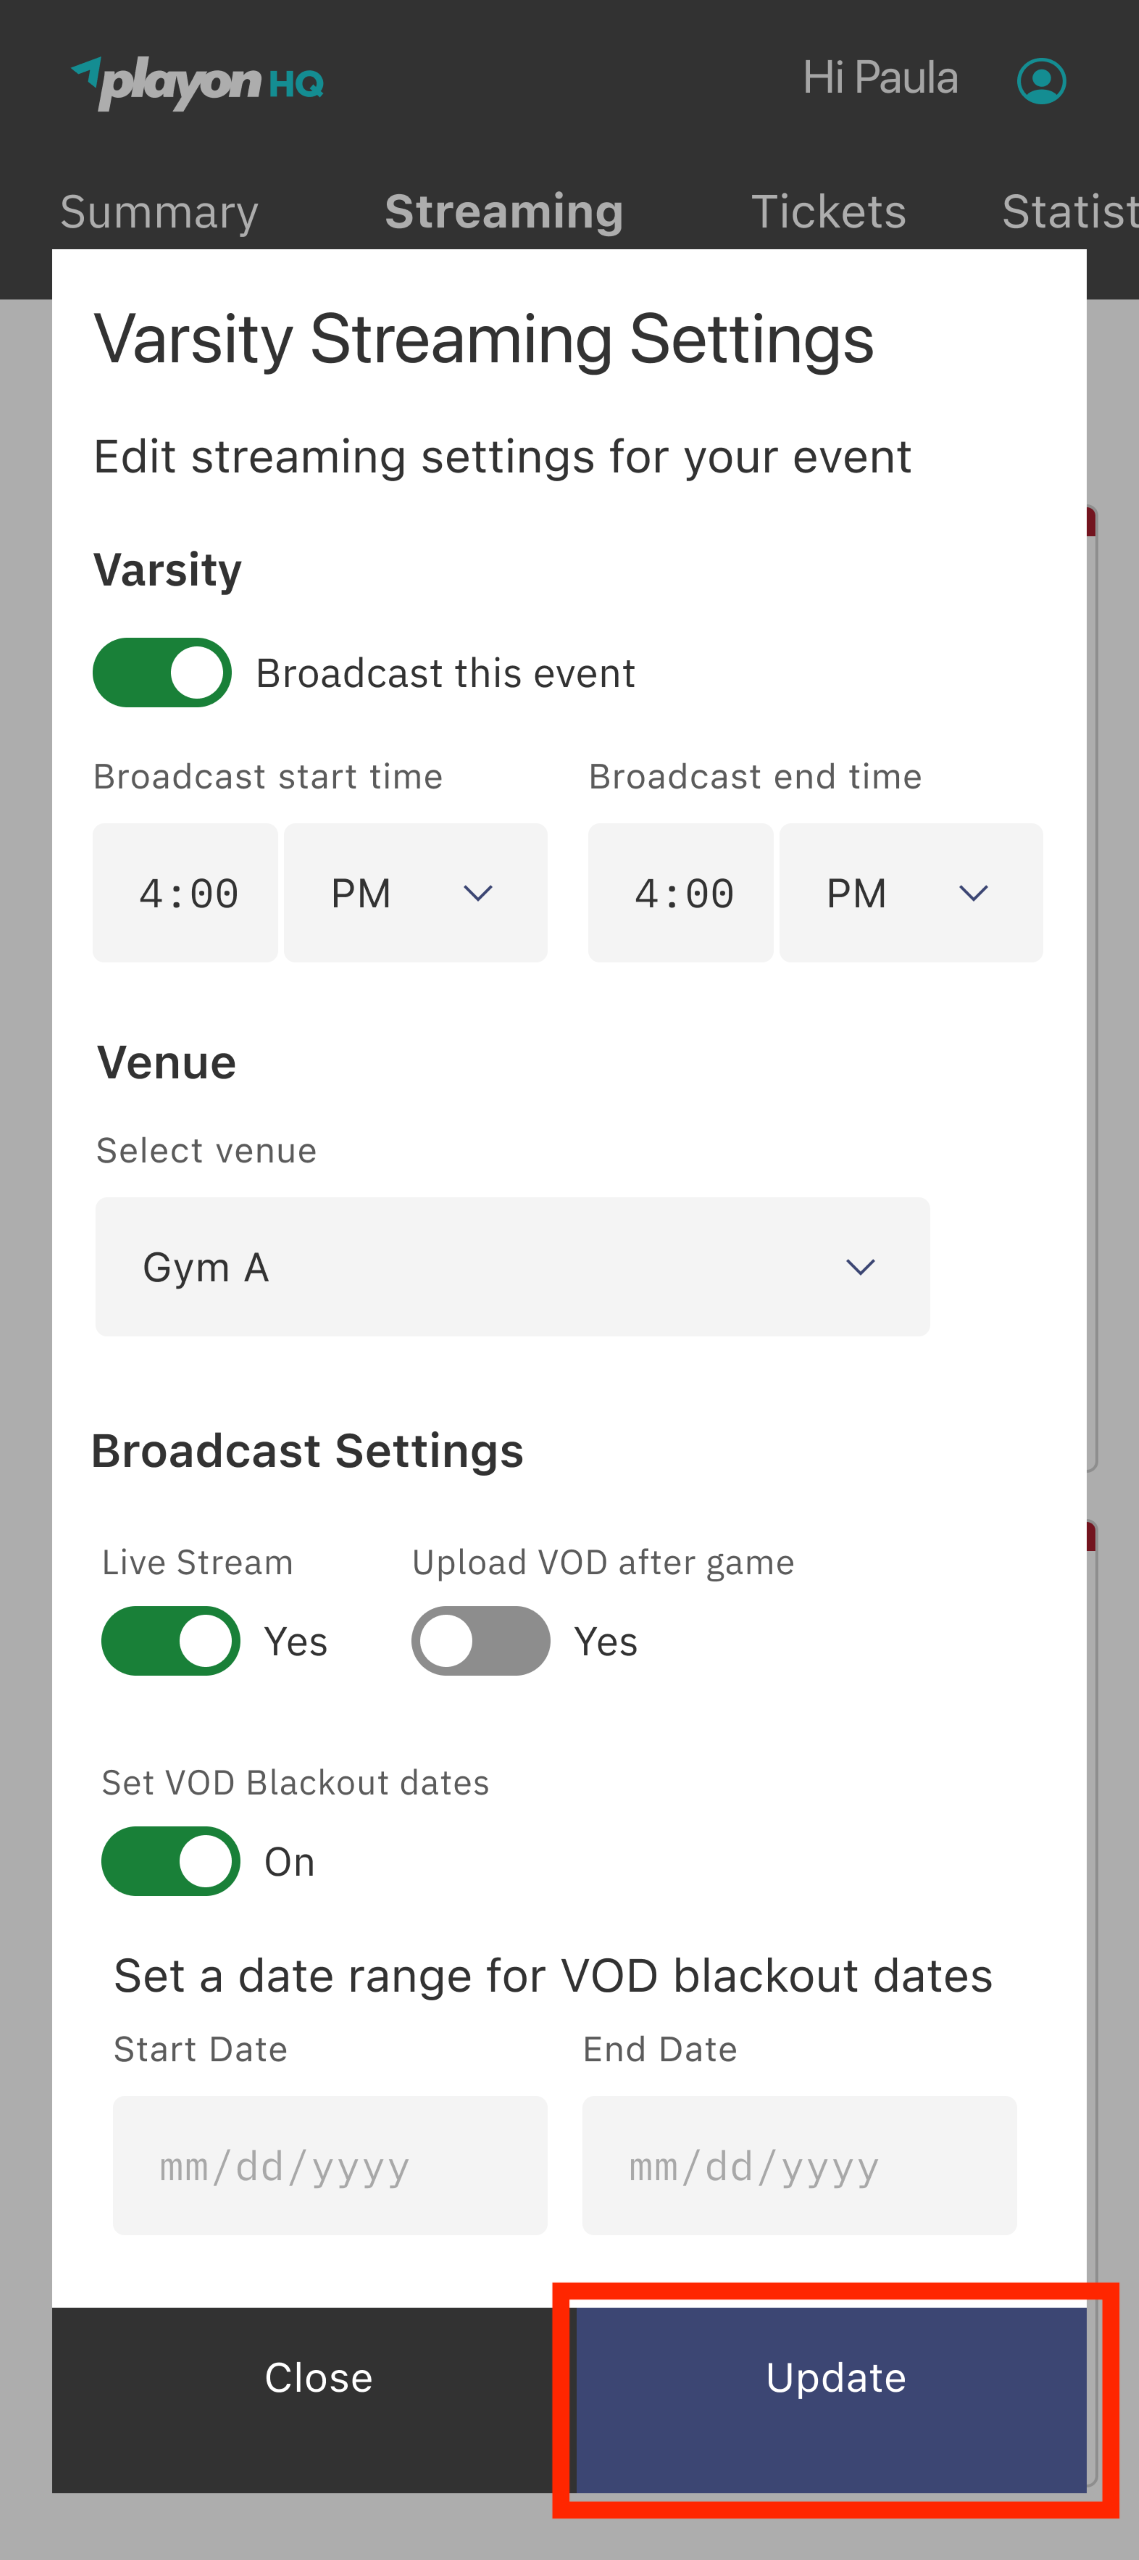 playon HQ
Hi Paula
Summary Streaming Tickets Statist
Varsity Streaming Settings
Edit streaming settings for your event
Varsity
Broadcast this event
Broadcast start time Broadcast end time
4:00 PM 4:00 PM
Venue
Select venue
Gym A
Broadcast Settings
Live Stream Upload VOD after game
Yes Yes
Set VOD Blackout dates
On
Set a date range for VOD blackout dates
Start Date End Date
mm/dd/yyyy mm/dd/yyyy
Close Update